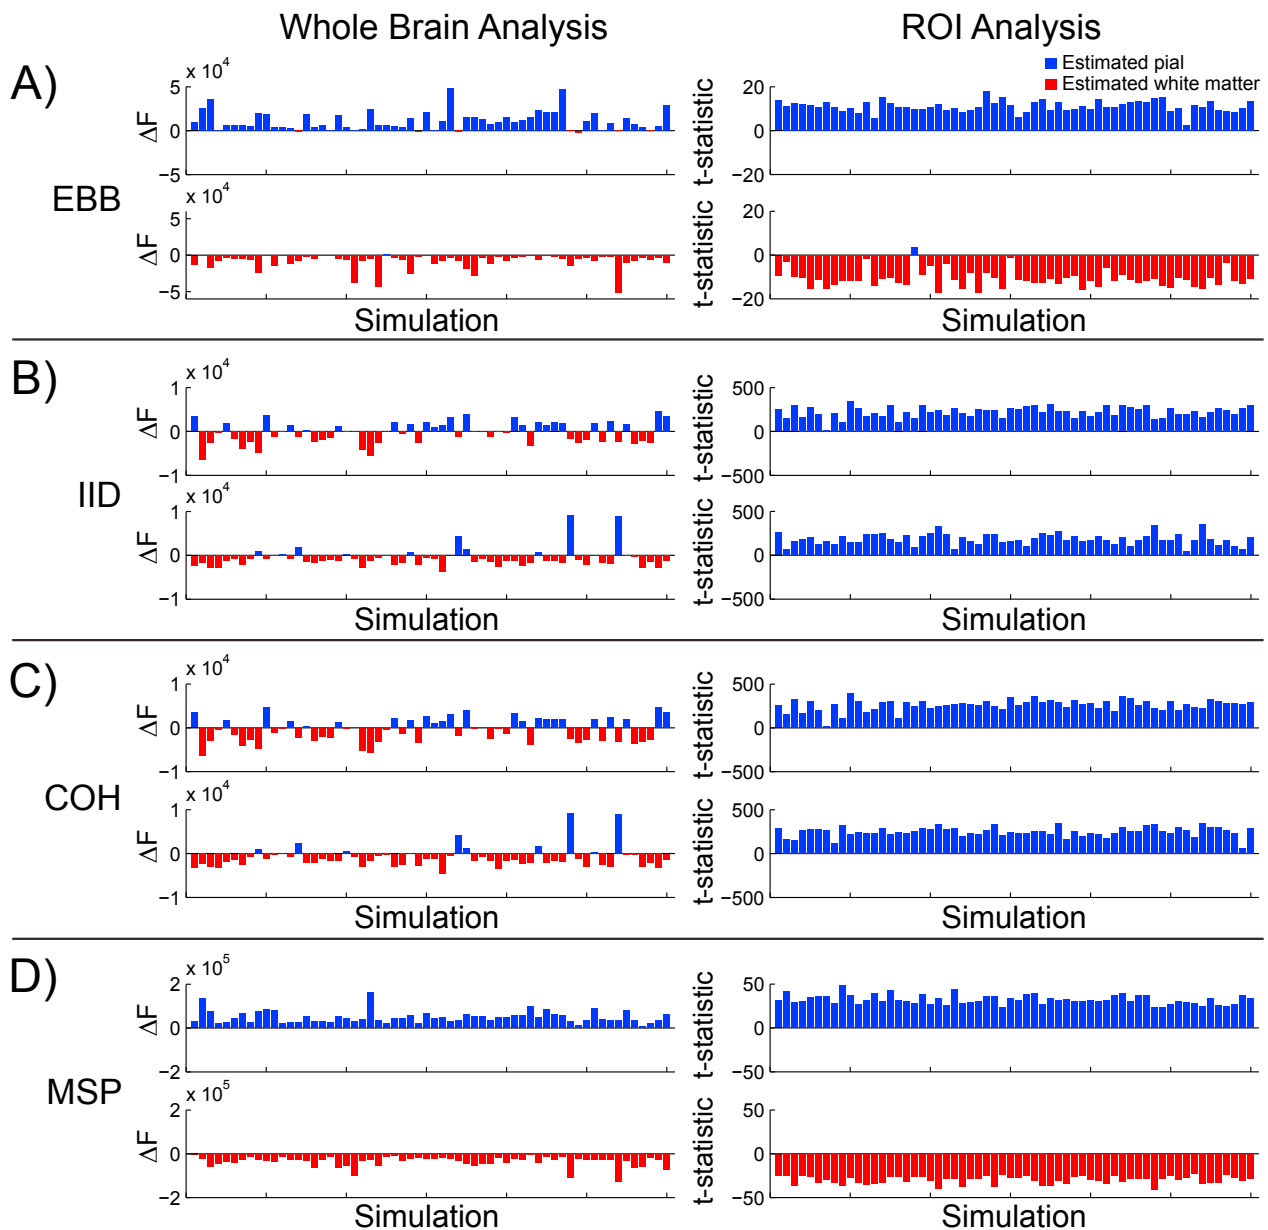 Whole Brain Analysis
ROI Analysis
Estimated pial
Estimated white matter
A)
EBB
x 10^4
5
0
−5
ΔF
x 10^4
5
0
−5
ΔF
Simulation
20
0
−20
t-statistic
20
0
−20
t-statistic
Simulation
B)
IID
x 10^4
1
0
−1
ΔF
x 10^4
1
0
−1
ΔF
Simulation
500
0
−500
t-statistic
500
0
−500
t-statistic
Simulation
C)
COH
x 10^4
1
0
−1
ΔF
x 10^4
1
0
−1
ΔF
Simulation
500
0
−500
t-statistic
500
0
−500
t-statistic
Simulation
D)
MSP
x 10^5
2
0
−2
ΔF
x 10^5
2
0
−2
ΔF
Simulation
50
0
−50
t-statistic
50
0
−50
t-statistic
Simulation